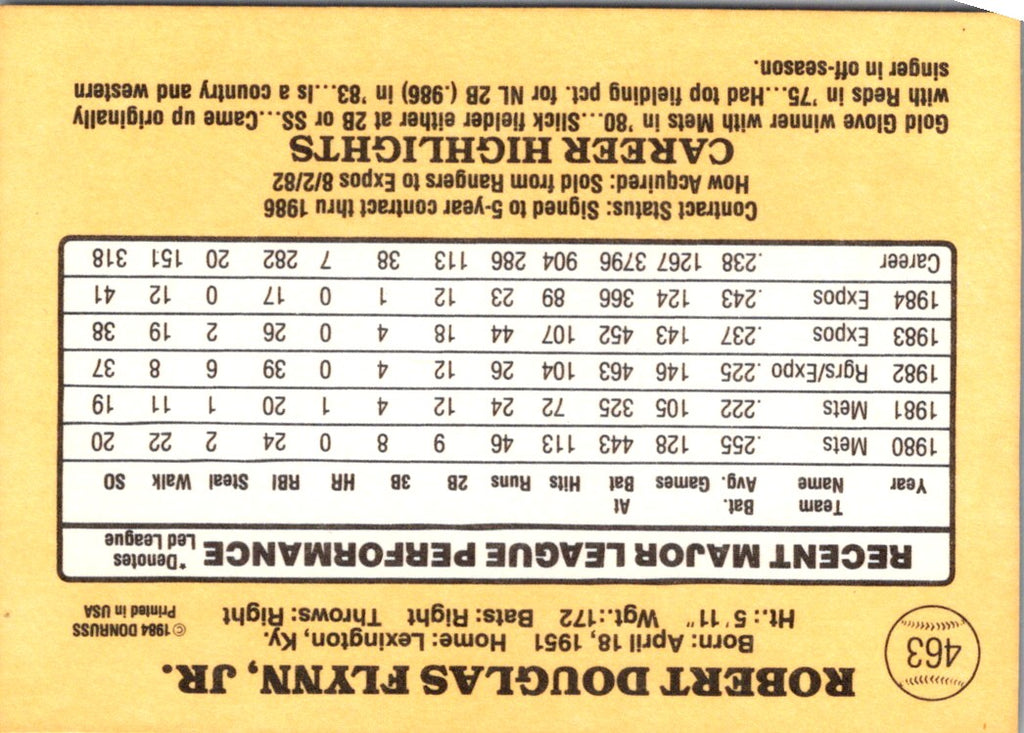 463
ROBERT DOUGLAS FLYNN, JR.
Born: April 18, 1951 Home: Lexington, Ky.
Ht.: 5'11" Wgt.:172 Bats: Right Throws: Right
© 1984 DONRUSS
Printed in USA
RECENT MAJOR LEAGUE PERFORMANCE *Denotes Led League
Year Team Name Bat. Avg. Games At Bat Hits Runs 2B 3B HR RBI Steal Walk SO
1980 Mets .255 128 443 113 46 9 8 0 24 2 22 20
1981 Mets .222 105 325 72 24 12 4 1 20 1 11 19
1982 Rgrs/Expo .225 146 463 104 26 12 4 0 39 6 8 37
1983 Expos .237 143 452 107 44 18 4 0 26 2 19 38
1984 Expos .243 124 366 89 23 12 1 0 17 0 12 41
Career .238 1267 3796 904 286 113 38 7 282 20 151 318
Contract Status: Signed to 5-year contract thru 1986
How Acquired: Sold from Rangers to Expos 8/2/82
CAREER HIGHLIGHTS
Gold Glove winner with Mets in '80...Slick fielder either at 2B or SS...Came up originally
with Reds in '75...Had top fielding pct. for NL 2B (.986) in '83...Is a country and western
singer in off-season.